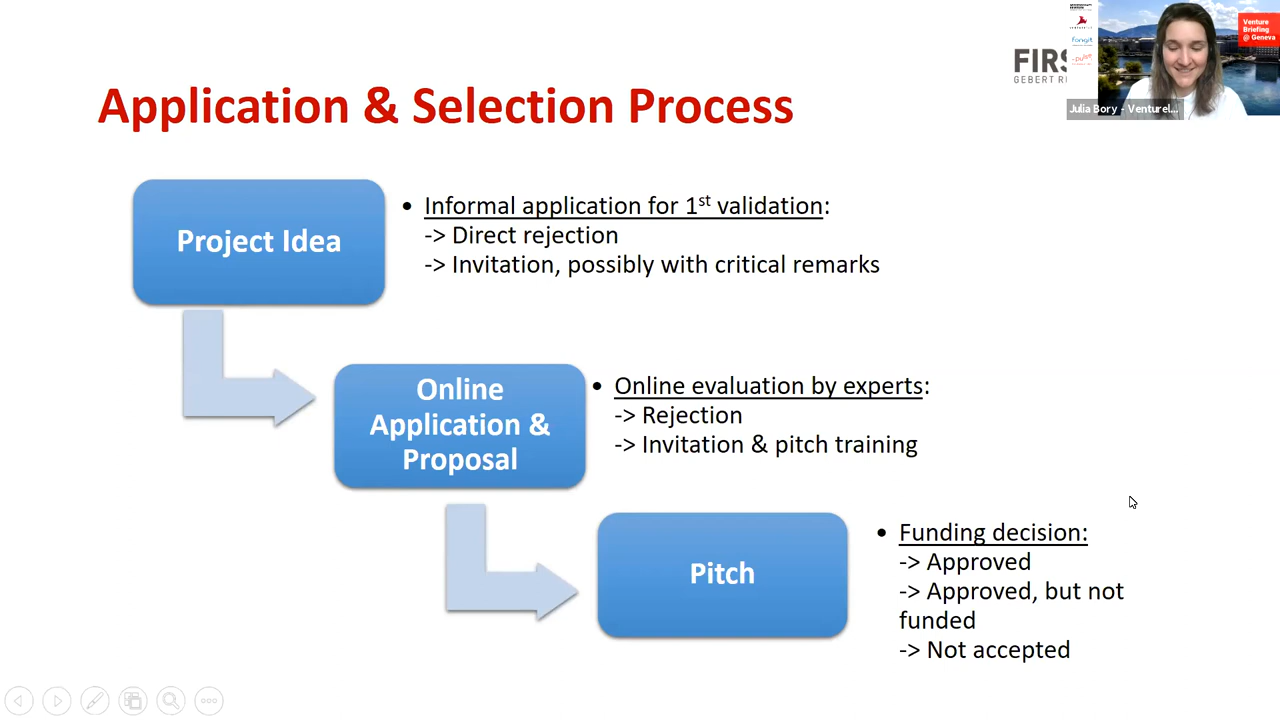 Venture
Briefing
@ Geneva
fongit
FIRS
GEBERT R
Julia Bory - Venturel...
Application & Selection Process
Project Idea
• Informal application for 1st validation:
-> Direct rejection
-> Invitation, possibly with critical remarks
Online
Application &
Proposal
• Online evaluation by experts:
-> Rejection
-> Invitation & pitch training
Pitch
• Funding decision:
-> Approved
-> Approved, but not
funded
-> Not accepted